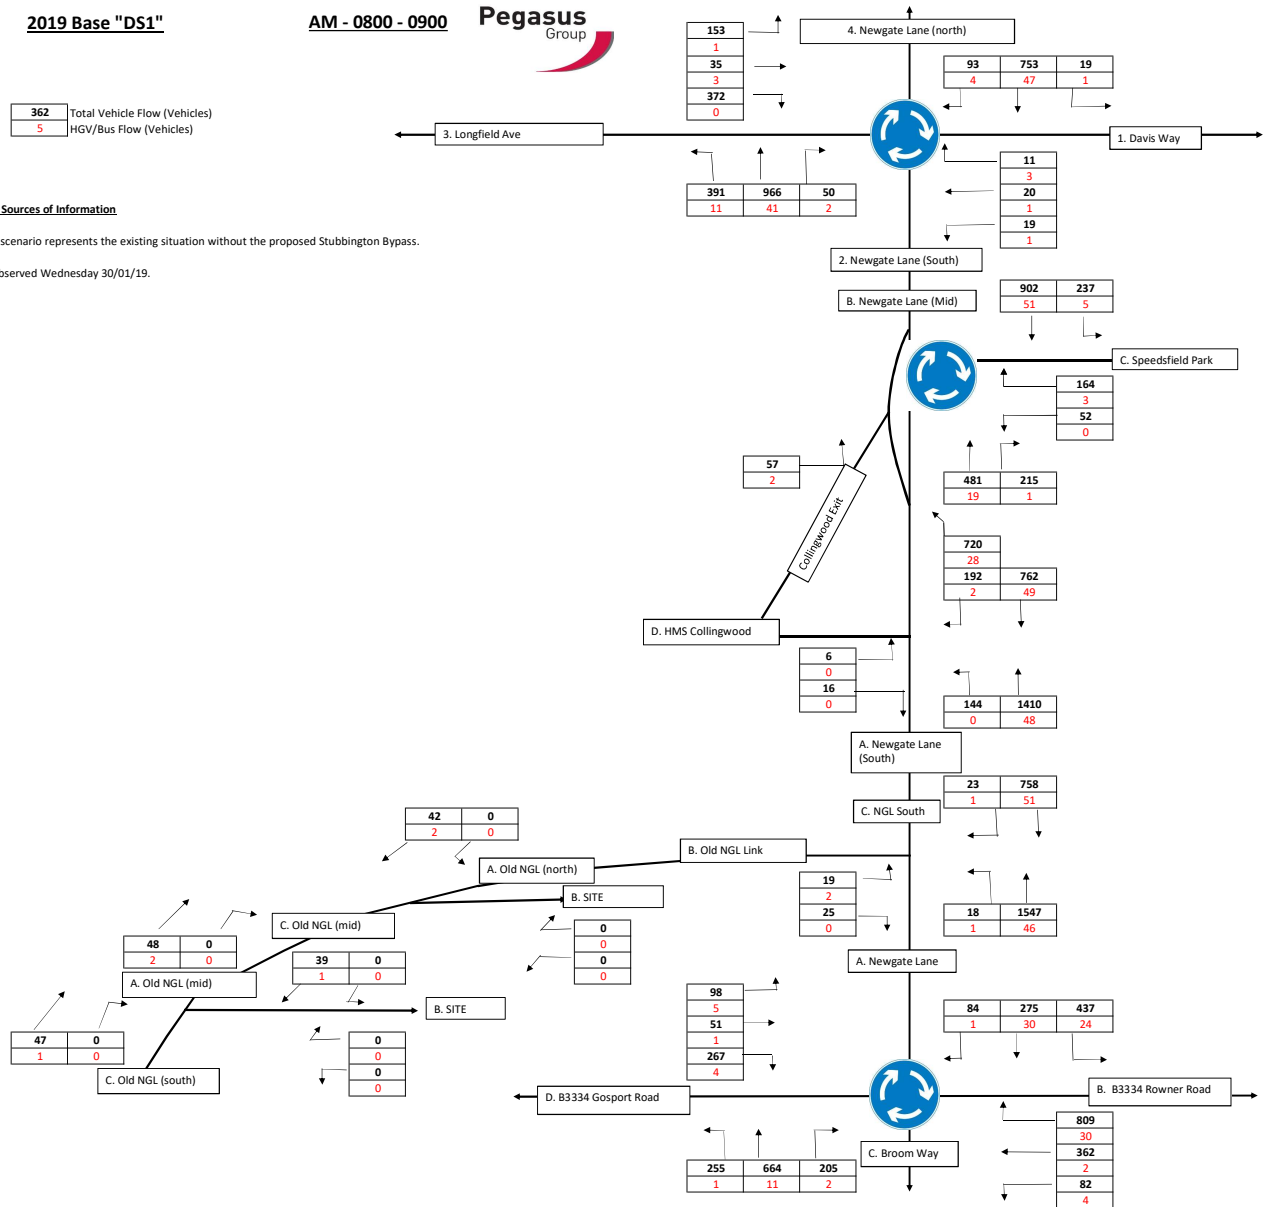 2019 Base "DS1"
AM - 0800 - 0900
Pegasus
Group
362 Total Vehicle Flow (Vehicles)
5 HGV/Bus Flow (Vehicles)
Sources of Information
scenario represents the existing situation without the proposed Stubbington Bypass.
bserved Wednesday 30/01/19.
153
1
35
3
372
0
4. Newgate Lane (north)
93 753 19
4 47 1
3. Longfield Ave
1. Davis Way
391 966 50
11 41 2
11
3
20
1
19
1
2. Newgate Lane (South)
B. Newgate Lane (Mid)
902 237
51 5
C. Speedsfield Park
164
3
52
0
57
2
481 215
19 1
Collingwood Exit
720
28
192 762
2 49
D. HMS Collingwood
6
0
16
0
144 1410
0 48
A. Newgate Lane
(South)
23 758
1 51
C. NGL South
42 0
2 0
B. Old NGL Link
A. Old NGL (north)
B. SITE
19
2
25
0
18 1547
1 46
C. Old NGL (mid)
48 0
2 0
0
0
0
0
39 0
1 0
A. Newgate Lane
A. Old NGL (mid)
B. SITE
98
5
51
1
267
4
84 275 437
1 30 24
47 0
1 0
0
0
0
0
C. Old NGL (south)
D. B3334 Gosport Road
B. B3334 Rowner Road
C. Broom Way
255 664 205
1 11 2
809
30
362
2
82
4